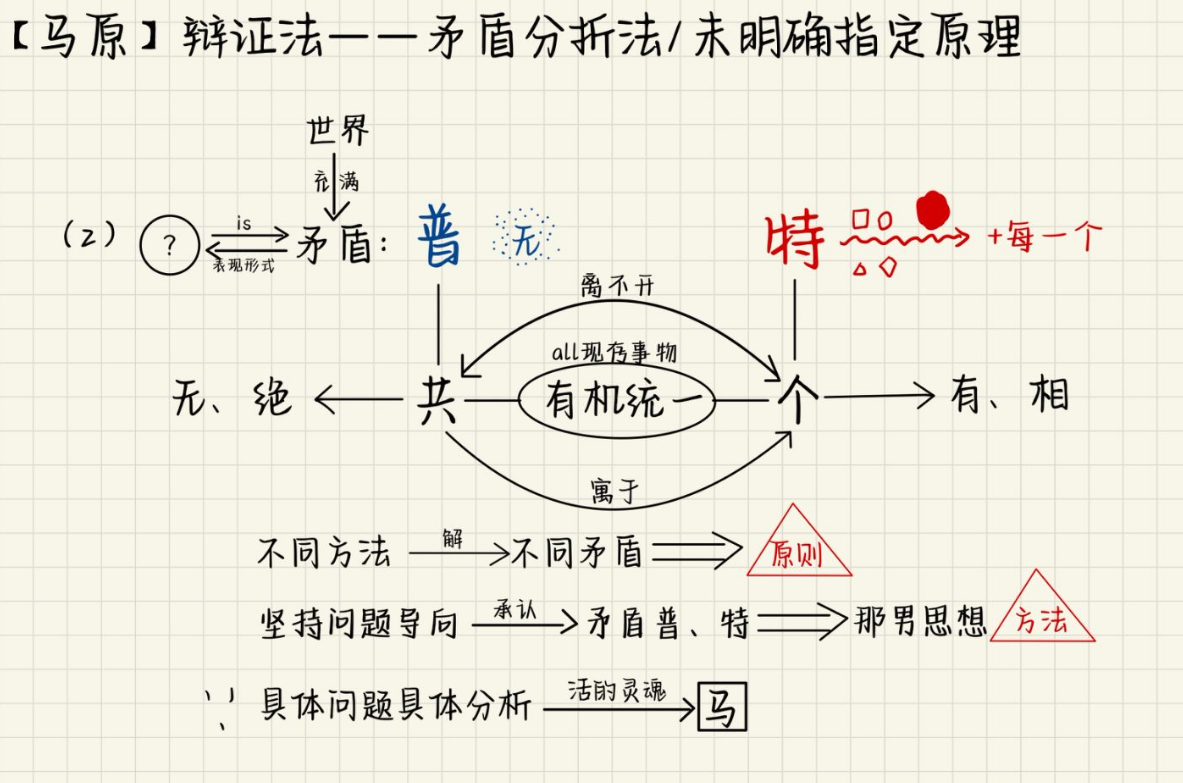 【马原】辩证法——矛盾分折法/未明确指定原理
世界
充满
(2) ? is 表现形式 矛盾: 普 无 特 +每一个
离不开
all现存事物
无、绝 共 有机统一 个 有、相
寓于
不同方法 解 不同矛盾 原则
坚持问题导向 承认 矛盾普、特 那男思想 方法
∵ 具体问题具体分析 活的灵魂 马